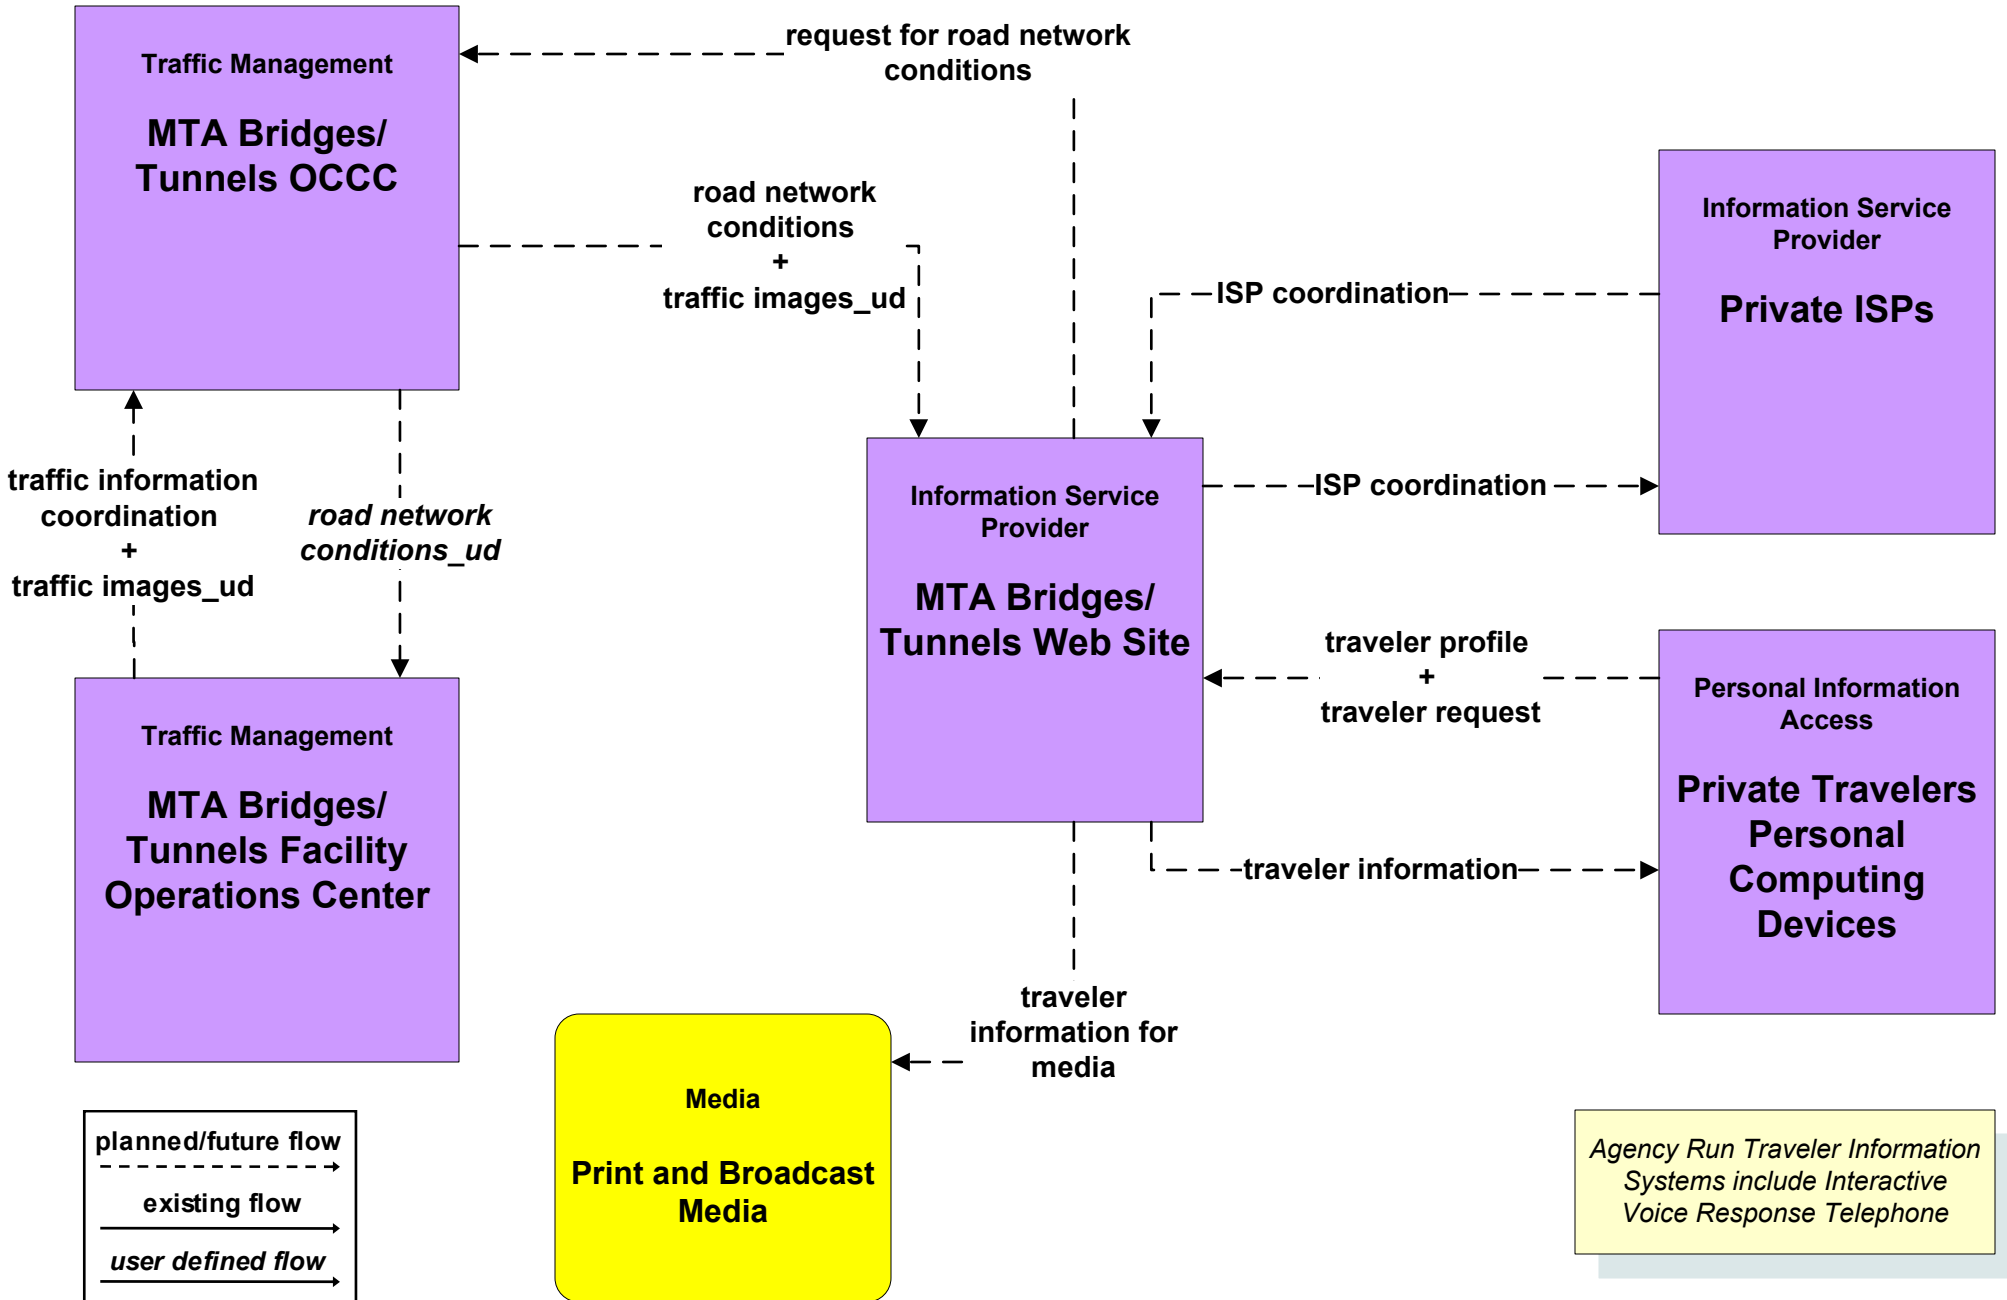 request for road network
conditions
Traffic Management
MTA Bridges/
Tunnels OCCC
road network
conditions
+
traffic images_ud
Information Service
Provider
Private ISPs
ISP coordination
traffic information
coordination
+
traffic images_ud
road network
conditions_ud
Information Service
Provider
MTA Bridges/
Tunnels Web Site
ISP coordination
traveler profile
+
traveler request
Personal Information
Access
Private Travelers
Personal
Computing
Devices
Traffic Management
MTA Bridges/
Tunnels Facility
Operations Center
traveler information
traveler
information for
media
Media
Print and Broadcast
Media
planned/future flow
existing flow
user defined flow
Agency Run Traveler Information
Systems include Interactive
Voice Response Telephone